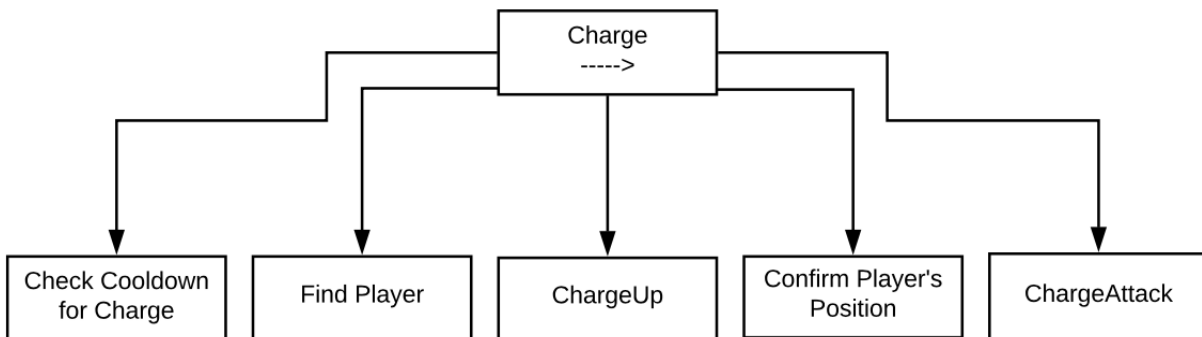 Charge
----->
Check Cooldown
for Charge
Find Player
ChargeUp
Confirm Player's
Position
ChargeAttack